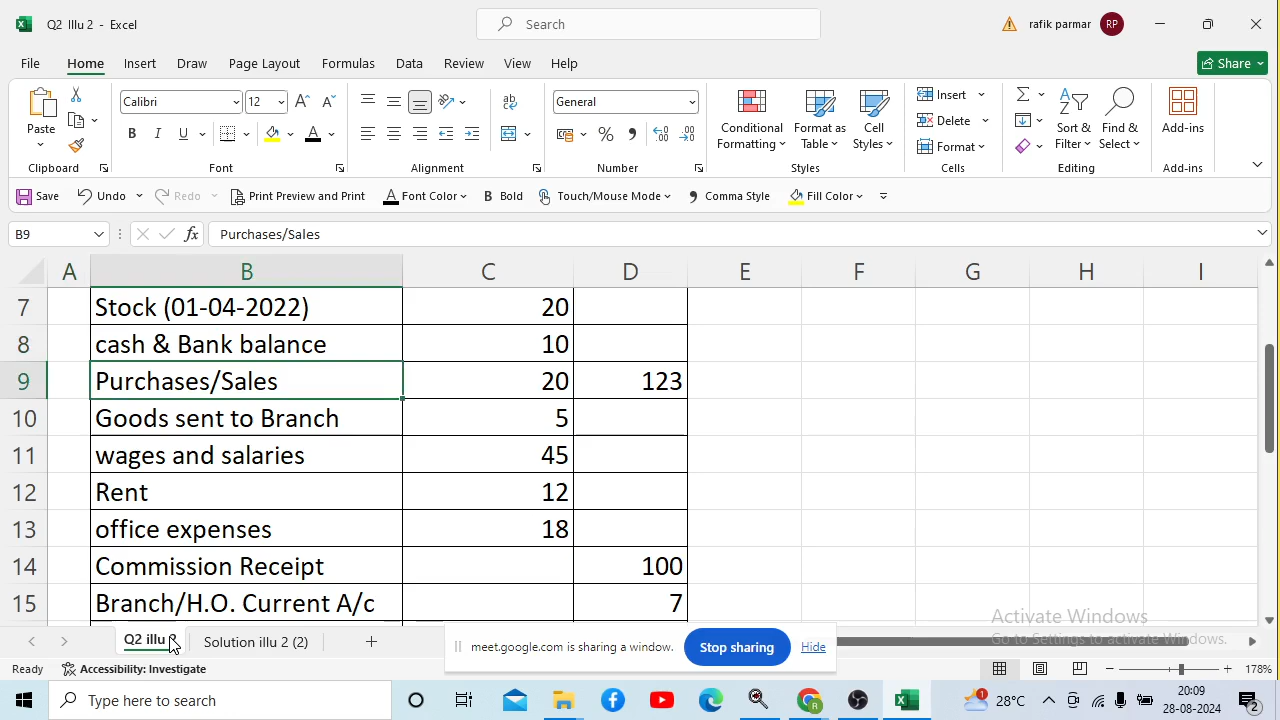 Q2 Illu 2 - Excel
Search
rafik parmar RP
File Home Insert Draw Page Layout Formulas Data Review View Help Share
Paste
Calibri 12
General
Conditional Formatting
Format as Table
Cell Styles
Insert
Delete
Format
Sort & Filter
Find & Select
Add-ins
Clipboard Font Alignment Number Styles Cells Editing Add-ins
Save Undo Redo Print Preview and Print Font Color B Bold Touch/Mouse Mode Comma Style Fill Color
B9 fx Purchases/Sales
A B C D E F G H I
7 Stock (01-04-2022) 20
8 cash & Bank balance 10
9 Purchases/Sales 20 123
10 Goods sent to Branch 5
11 wages and salaries 45
12 Rent 12
13 office expenses 18
14 Commission Receipt 100
15 Branch/H.O. Current A/c 7
Activate Windows
Go to Settings to activate Windows.
Q2 illu Solution illu 2 (2)
meet.google.com is sharing a window. Stop sharing Hide
Ready Accessibility: Investigate 178%
Type here to search
1 28°C 20:09
28-08-2024 2